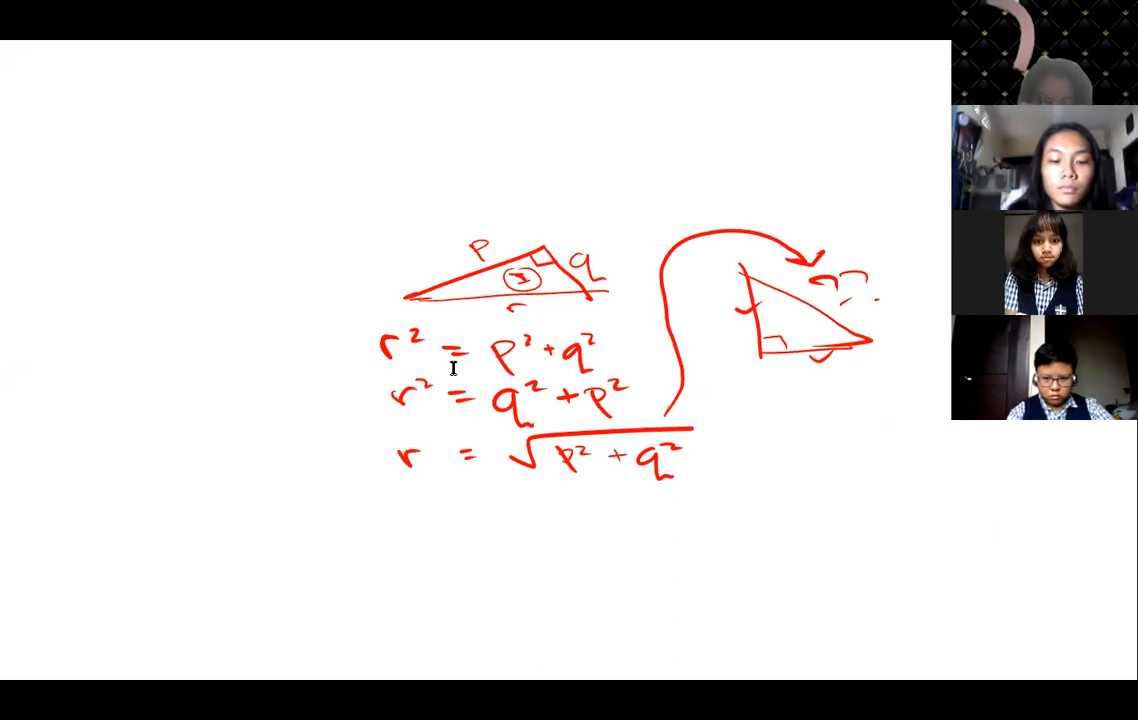 p
q
I
r
r² = p² + q²
r² = q² + p²
r = √p² + q²
??